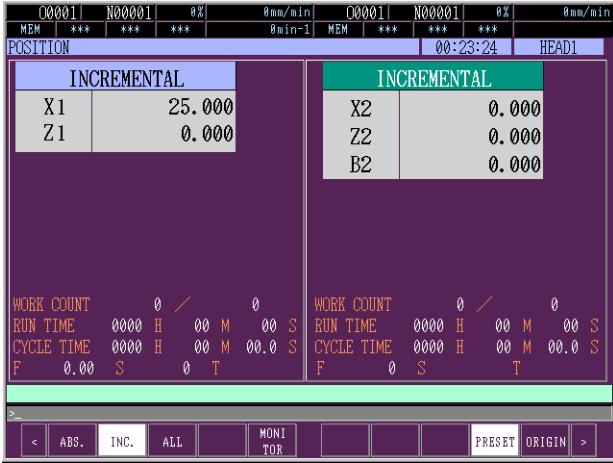 O0001 N00001 0% 0mm/min O0001 N00001 0% 0mm/min
MEM *** *** *** 0min-1 MEM *** *** ***
POSITION 00:23:24 HEAD1
INCREMENTAL INCREMENTAL
X1 25.000 X2 0.000
Z1 0.000 Z2 0.000
B2 0.000
WORK COUNT 0 / 0 WORK COUNT 0 / 0
RUN TIME 0000 H 00 M 00 S RUN TIME 0000 H 00 M 00 S
CYCLE TIME 0000 H 00 M 00.0 S CYCLE TIME 0000 H 00 M 00.0 S
F 0.00 S 0 T F 0 S T
>_
< ABS. INC. ALL MONI PRESET ORIGIN >
TOR